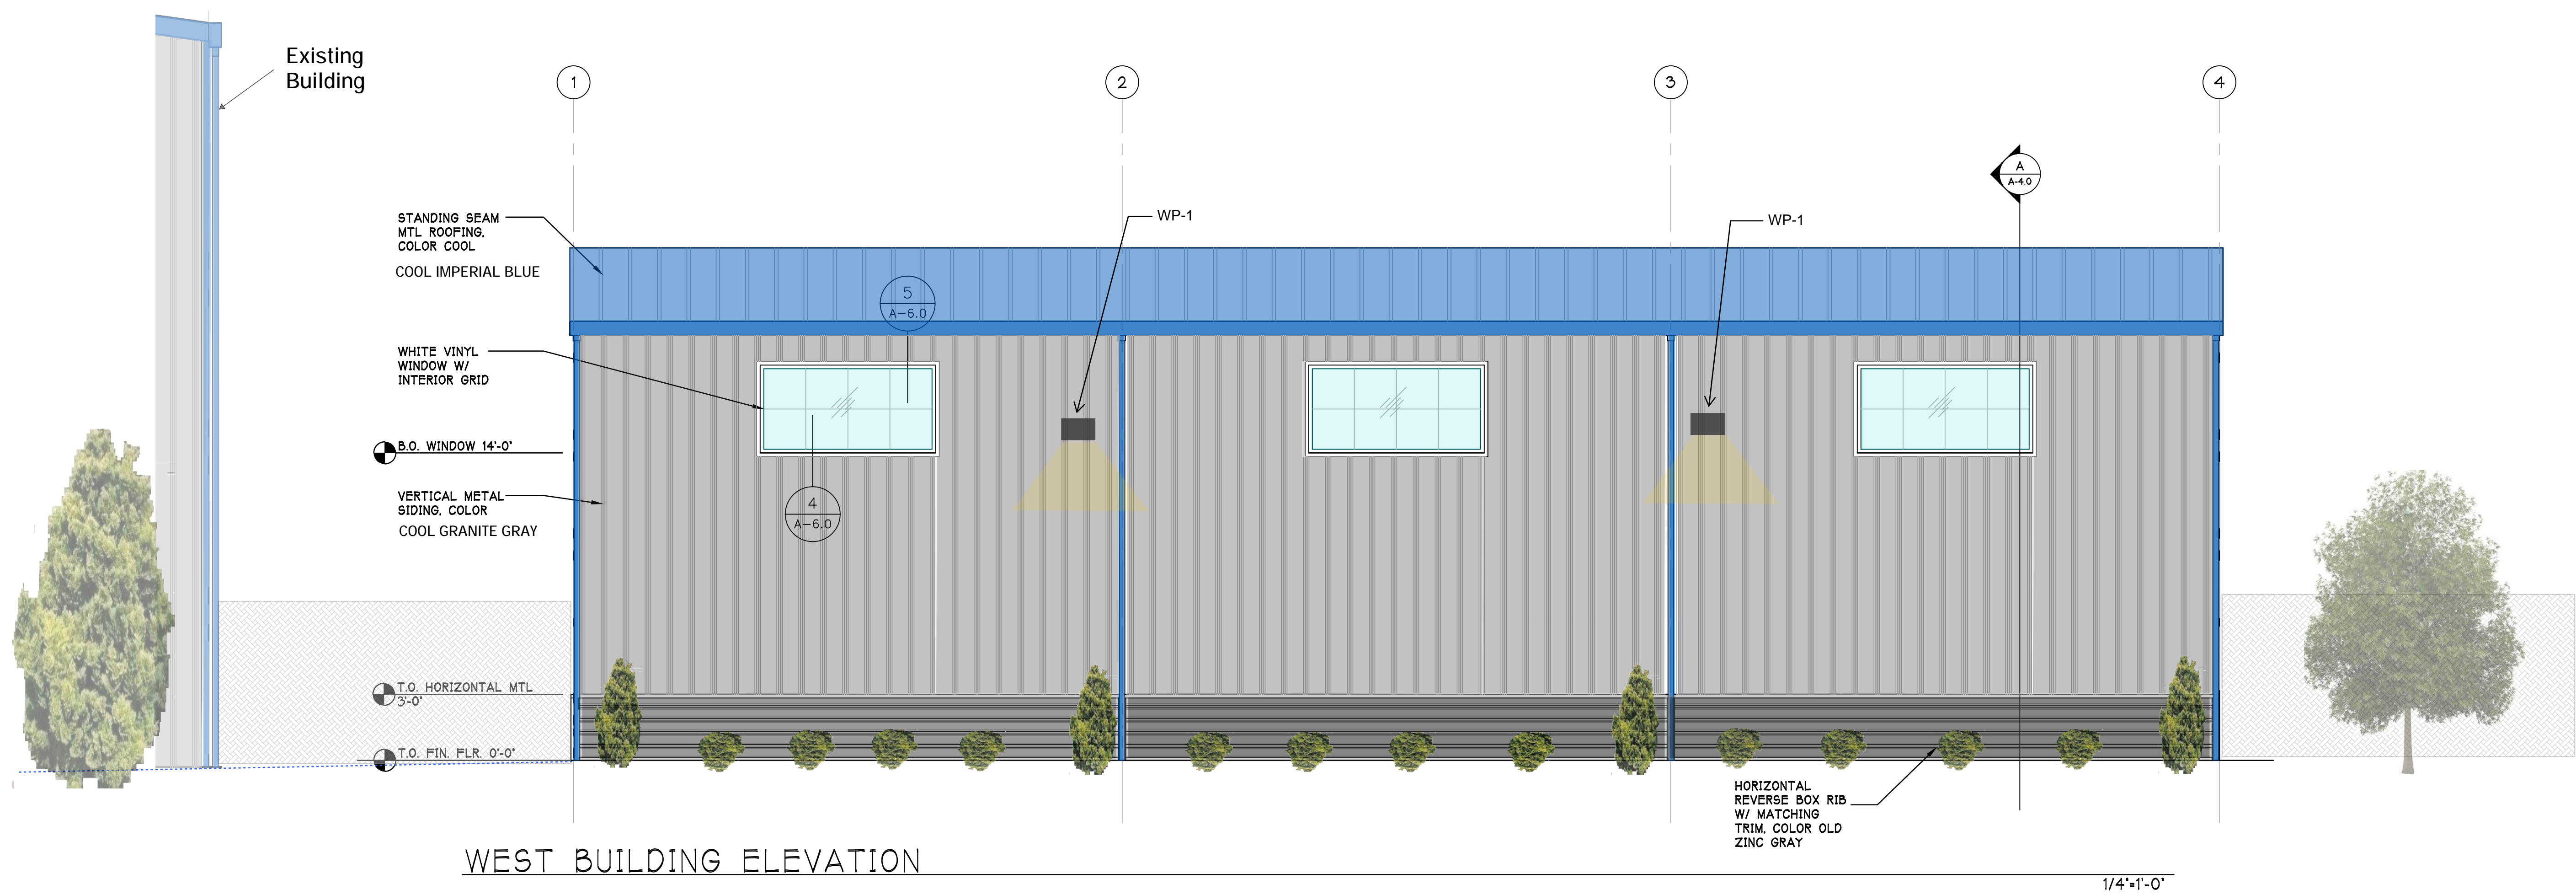 Existing
Building
1
2
3
4
A
A-4.0
STANDING SEAM
MTL ROOFING,
COLOR COOL
COOL IMPERIAL BLUE
WP-1
WP-1
5
A-6.0
WHITE VINYL
WINDOW W/
INTERIOR GRID
B.O. WINDOW 14'-0"
VERTICAL METAL
SIDING, COLOR
COOL GRANITE GRAY
4
A-6.0
T.O. HORIZONTAL MTL
3'-0"
T.O. FIN. FLR. 0'-0"
HORIZONTAL
REVERSE BOX RIB
W/ MATCHING
TRIM, COLOR OLD
ZINC GRAY
WEST BUILDING ELEVATION
1/4"=1'-0"